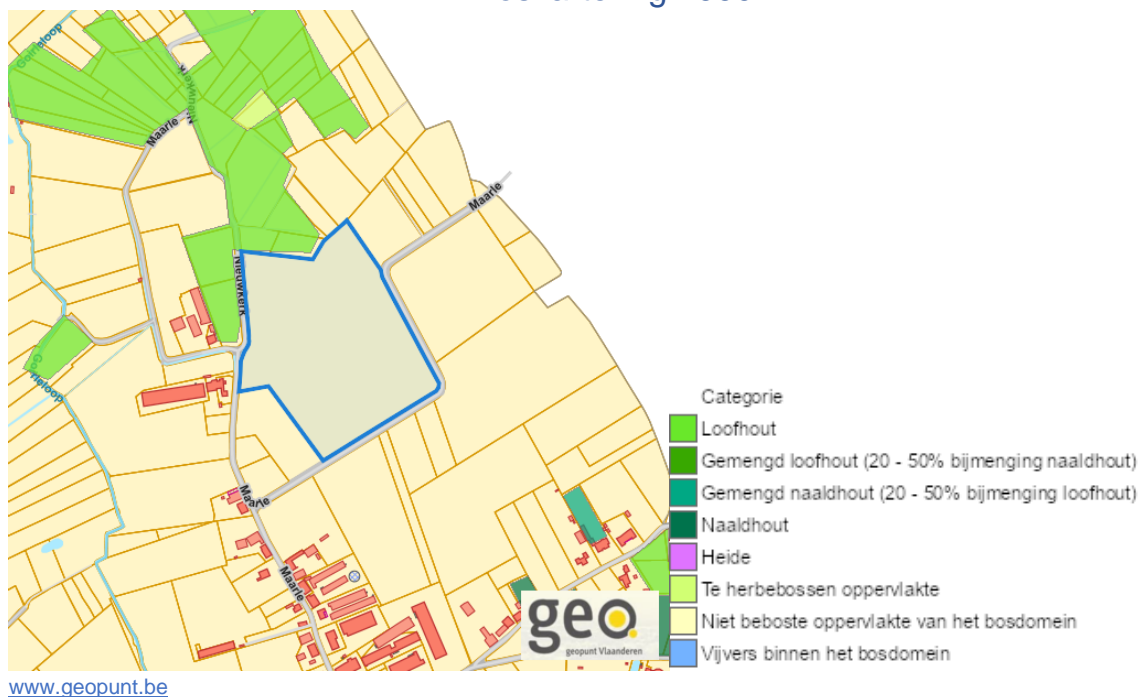 Goirleloop
Nieuwkerk
Maarle
Maarle
Nieuwkerk
Maarle
Maarle
Categorie
Loofhout
Gemengd loofhout (20 - 50% bijmenging naaldhout)
Gemengd naaldhout (20 - 50% bijmenging loofhout)
Naaldhout
Heide
Te herbebossen oppervlakte
Niet beboste oppervlakte van het bosdomein
Vijvers binnen het bosdomein
geo.
geopunt Vlaanderen
www.geopunt.be